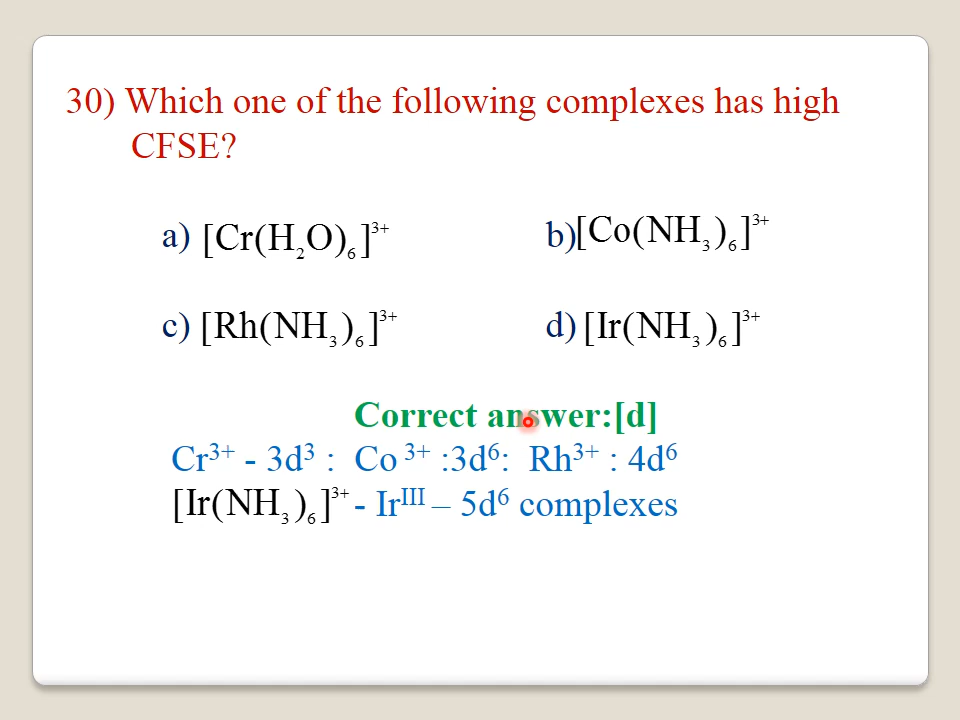 30) Which one of the following complexes has high
CFSE?
a) [Cr(H₂O)₆]³⁺ b) [Co(NH₃)₆]³⁺
c) [Rh(NH₃)₆]³⁺ d) [Ir(NH₃)₆]³⁺
Correct answer:[d]
Cr³⁺ - 3d³ : Co ³⁺ :3d⁶: Rh³⁺ : 4d⁶
[Ir(NH₃)₆]³⁺ - Irᴵᴵᴵ – 5d⁶ complexes